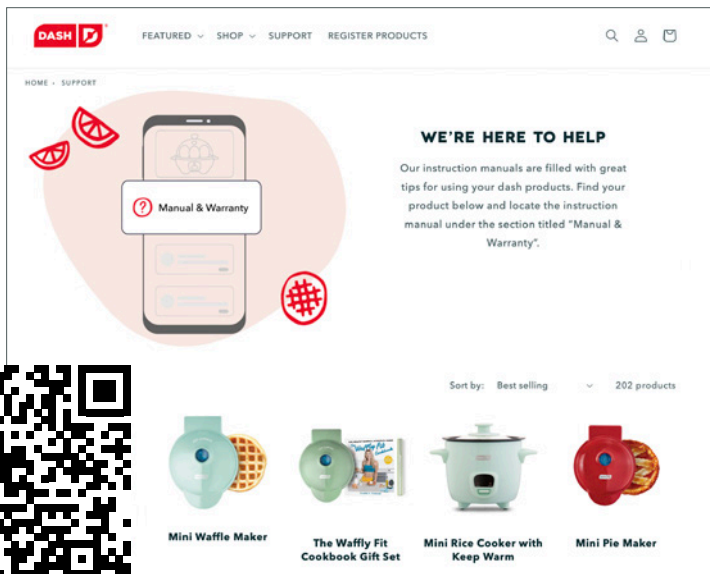 DASH D
FEATURED SHOP SUPPORT REGISTER PRODUCTS
HOME › SUPPORT
WE'RE HERE TO HELP
Our instruction manuals are filled with great
tips for using your dash products. Find your
product below and locate the instruction
manual under the section titled "Manual &
Warranty".
? Manual & Warranty
Sort by: Best selling 202 products
Mini Waffle Maker
The Waffly Fit
Cookbook Gift Set
Mini Rice Cooker with
Keep Warm
Mini Pie Maker